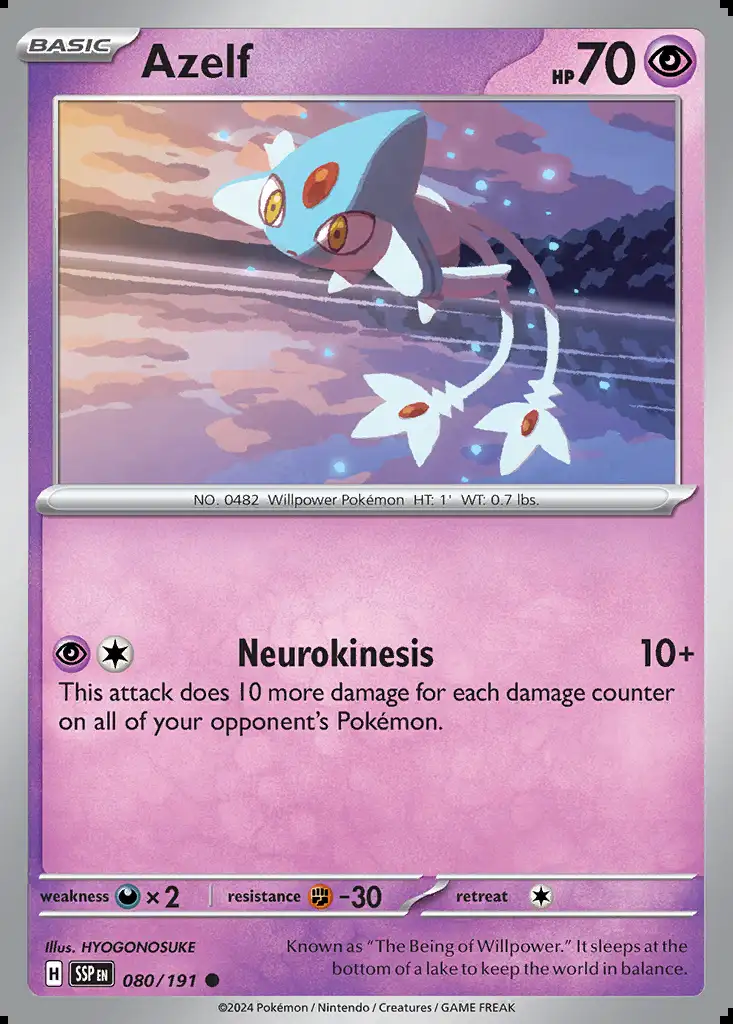 BASIC Azelf HP70
NO. 0482 Willpower Pokémon HT: 1' WT: 0.7 lbs.
Neurokinesis 10+
This attack does 10 more damage for each damage counter
on all of your opponent's Pokémon.
weakness ×2 resistance -30 retreat
Illus. HYOGONOSUKE
Known as “The Being of Willpower.” It sleeps at the
bottom of a lake to keep the world in balance.
H SSP EN 080/191
©2024 Pokémon / Nintendo / Creatures / GAME FREAK